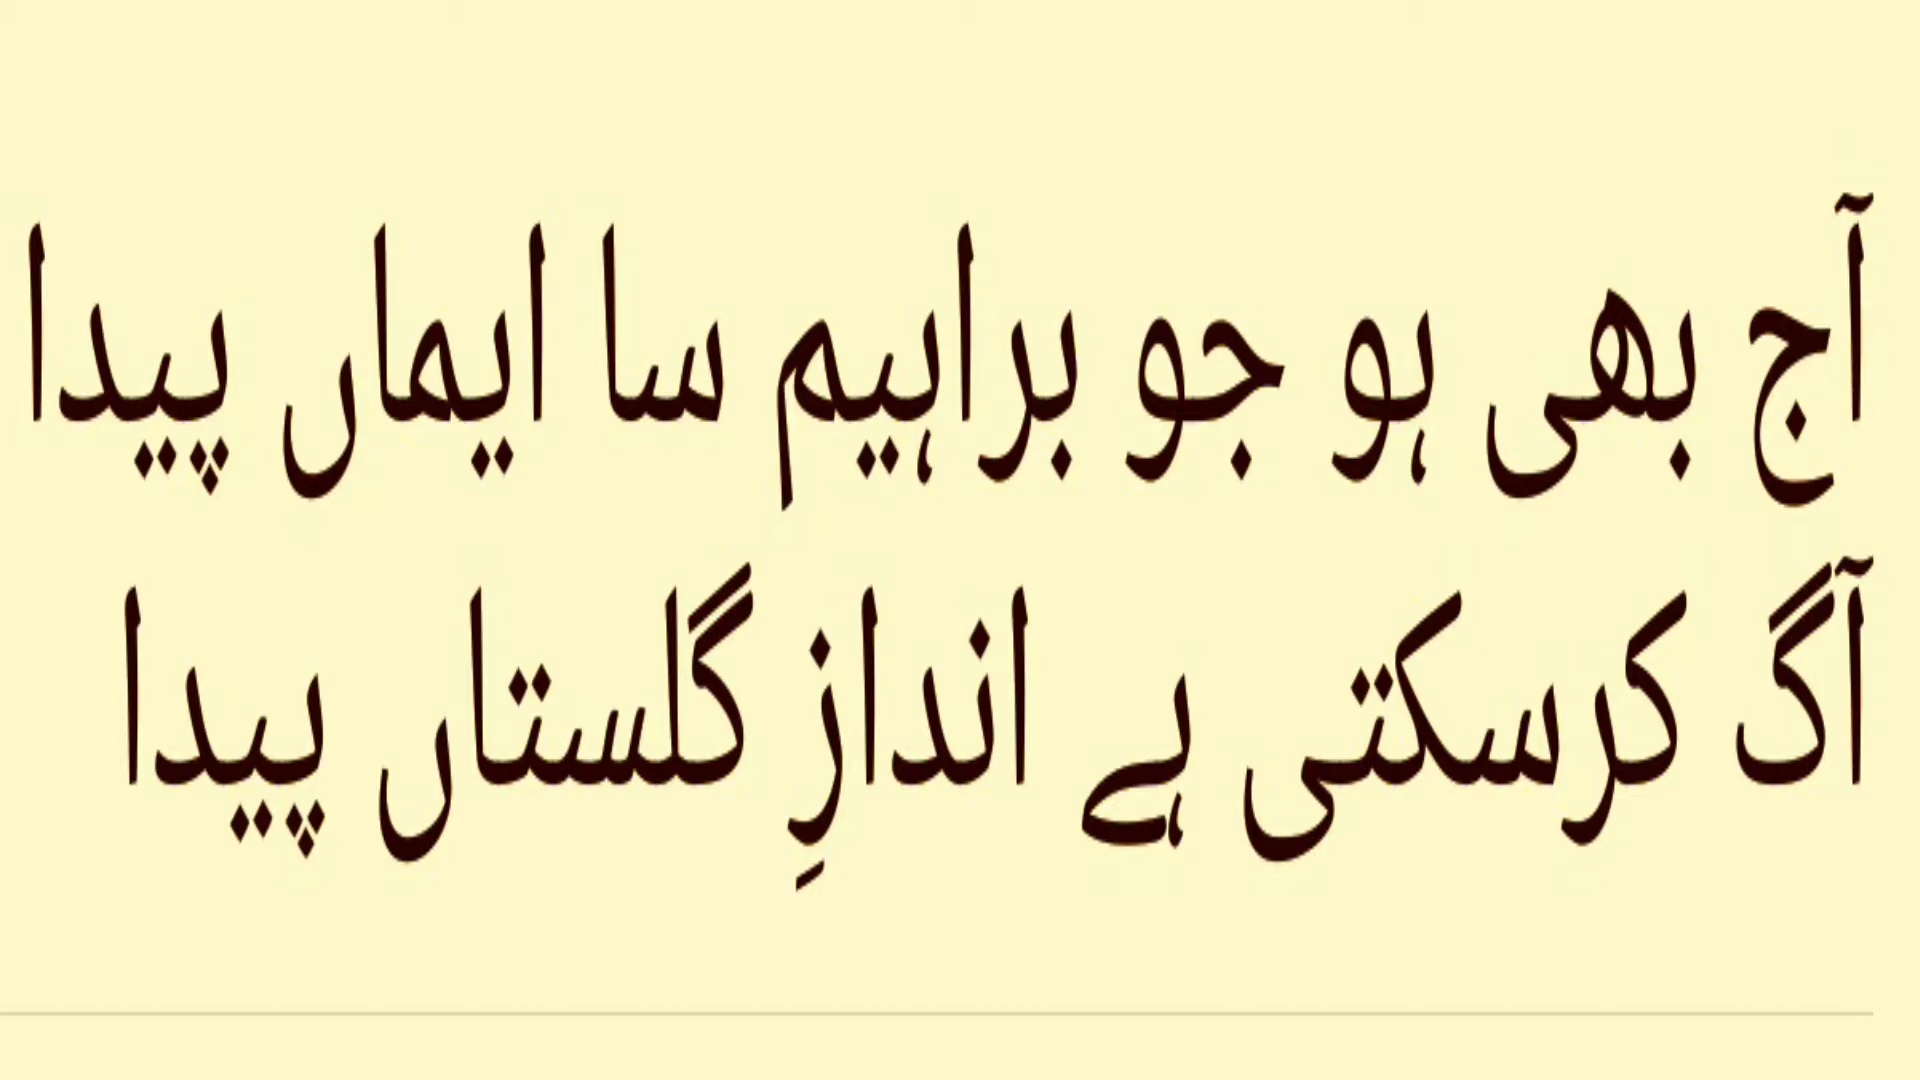 آج بھی ہو جو براہیم سا ایماں پیدا
آگ کرسکتی ہے اندازِ گلستاں پیدا